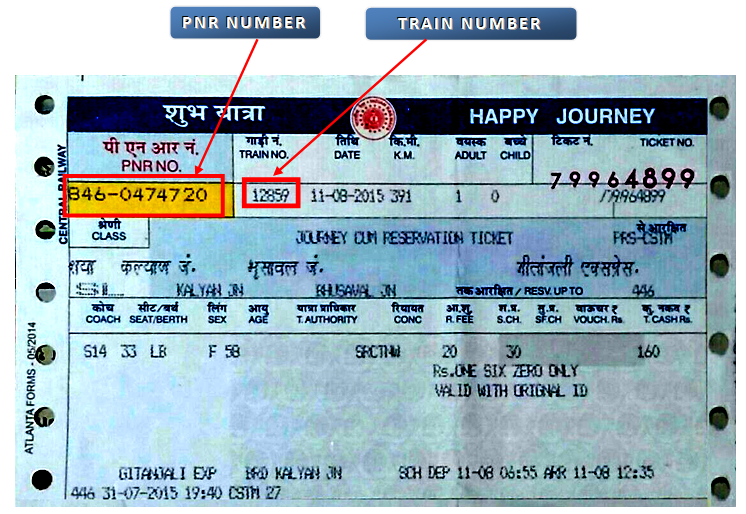 PNR NUMBER
TRAIN NUMBER
शुभ यात्रा HAPPY JOURNEY
पी एन आर नं. गाड़ी नं. तिथि कि.मी. वयस्क बच्चे टिकट नं. TICKET NO.
PNR NO. TRAIN NO. DATE K.M. ADULT CHILD
79964899
846-0474720 12859 11-08-2015 391 1 0 /79964899
CENTRAL RAILWAY
श्रेणी से आरक्षित
CLASS JOURNEY CUM RESERVATION TICKET PRS-CSTM
कल्याण जं. भुसावल जं. गीतांजली एक्सप्रेस.
SL KALYAN JN BHUSAVAL JN तक आरक्षित / RESV. UP TO 446
कोच सीट/बर्थ लिंग आयु यात्रा प्राधिकार रियायत आ.शु. श.प्र. सु.प्र. वाऊचर ₹ कु. नकद ₹
COACH SEAT/BERTH SEX AGE T.AUTHORITY CONC R.FEE S.CH. SF.CH VOUCH. Rs. T.CASH Rs.
S14 33 LB F 58 SRCTNW 20 30 160
Rs.ONE SIX ZERO ONLY
VALID WITH ORIGNAL ID
ATLANTA FORMS - 05/2014
GITANJALI EXP BRD KALYAN JN SCH DEP 11-08 06:55 ARR 11-08 12:35
446 31-07-2015 19:40 CSTM 27